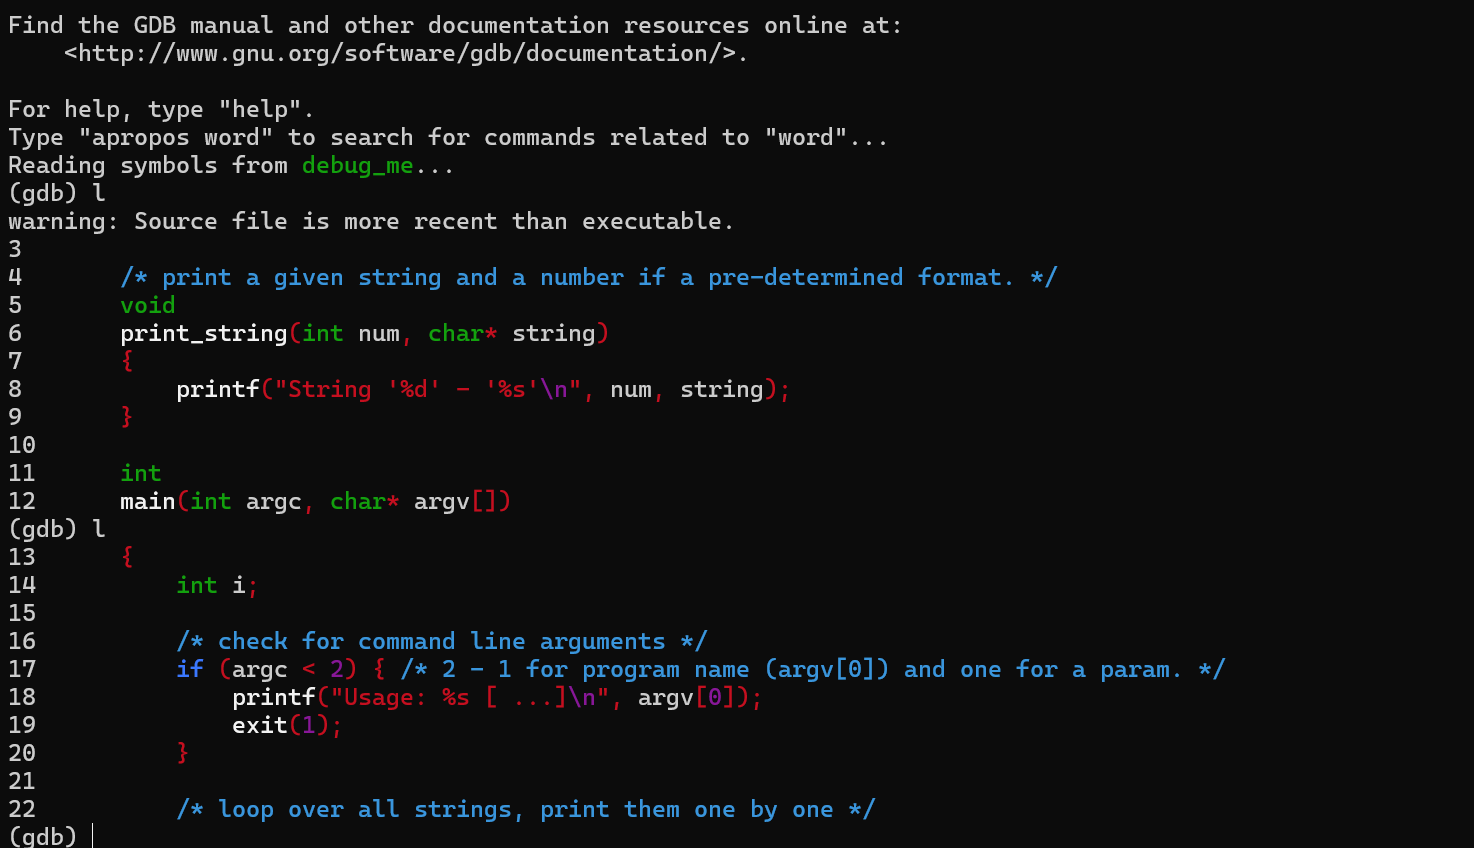 Find the GDB manual and other documentation resources online at:
    <http://www.gnu.org/software/gdb/documentation/>.

For help, type "help".
Type "apropos word" to search for commands related to "word"...
Reading symbols from debug_me...
(gdb) l
warning: Source file is more recent than executable.
3
4       /* print a given string and a number if a pre-determined format. */
5       void
6       print_string(int num, char* string)
7       {
8           printf("String '%d' - '%s'\n", num, string);
9       }
10
11      int
12      main(int argc, char* argv[])
(gdb) l
13      {
14          int i;
15
16          /* check for command line arguments */
17          if (argc < 2) { /* 2 - 1 for program name (argv[0]) and one for a param. */
18              printf("Usage: %s [ ...]\n", argv[0]);
19              exit(1);
20          }
21
22          /* loop over all strings, print them one by one */
(gdb)